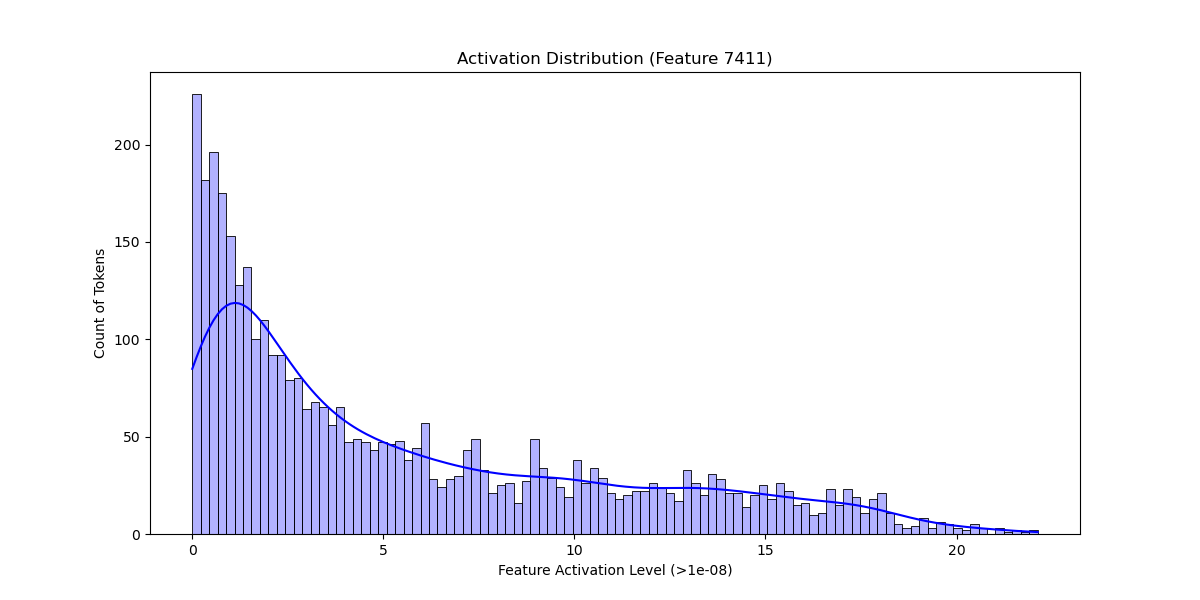 Activation Distribution (Feature 7411)
200
150
100
50
0
Count of Tokens
0 5 10 15 20
Feature Activation Level (>1e-08)